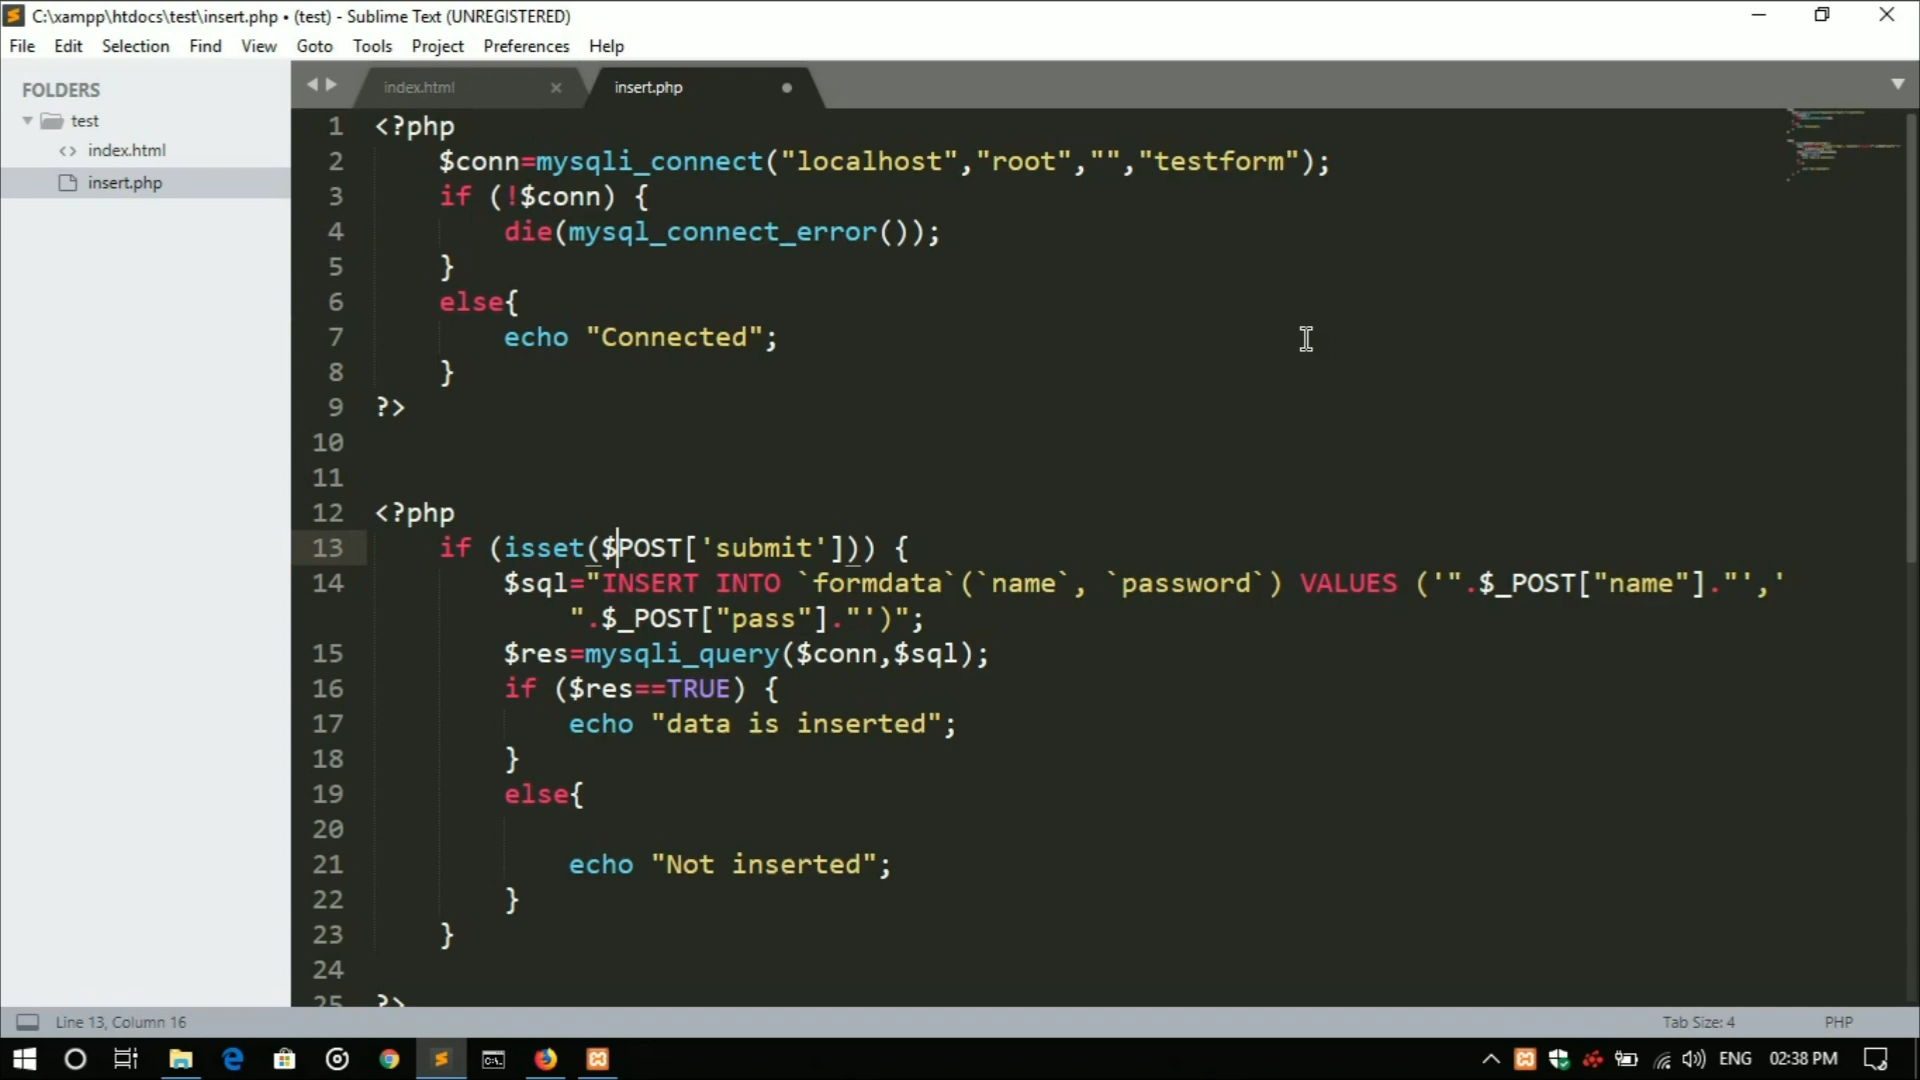 C:\xampp\htdocs\test\insert.php • (test) - Sublime Text (UNREGISTERED)
File Edit Selection Find View Goto Tools Project Preferences Help
FOLDERS
test
index.html
insert.php
index.html × insert.php
1 <?php
2 $conn=mysqli_connect("localhost","root","","testform");
3 if (!$conn) {
4 die(mysql_connect_error());
5 }
6 else{
7 echo "Connected";
8 }
9 ?>
10
11
12 <?php
13 if (isset($POST['submit'])) {
14 $sql="INSERT INTO `formdata`(`name`, `password`) VALUES ('".$_POST["name"]."','
".$_POST["pass"]."')";
15 $res=mysqli_query($conn,$sql);
16 if ($res==TRUE) {
17 echo "data is inserted";
18 }
19 else{
20
21 echo "Not inserted";
22 }
23 }
24
25 ?>
Line 13, Column 16 Tab Size: 4 PHP
ENG 02:38 PM